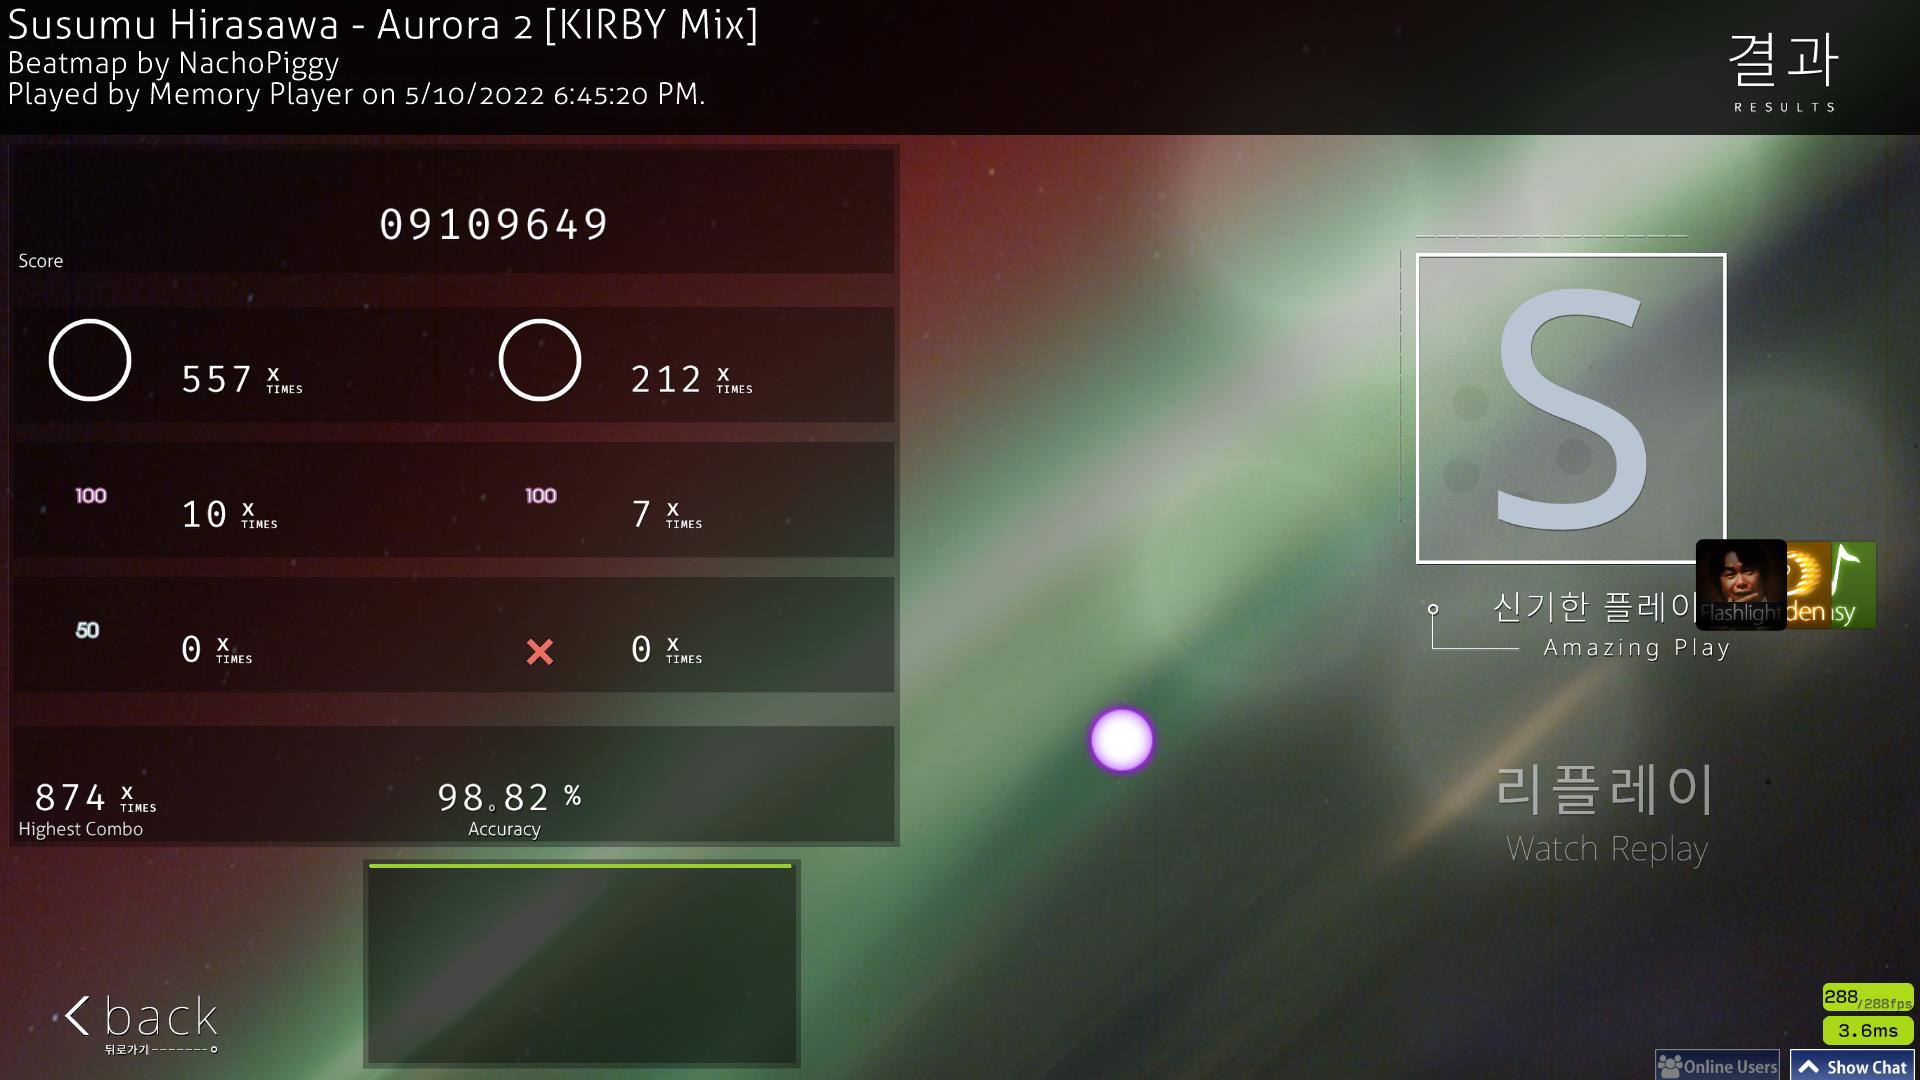 Susumu Hirasawa - Aurora 2 [KIRBY Mix]
Beatmap by NachoPiggy
Played by Memory Player on 5/10/2022 6:45:20 PM.
결과
RESULTS
09109649
Score
557 X TIMES
212 X TIMES
100
10 X TIMES
100
7 X TIMES
50
0 X TIMES
0 X TIMES
874 X TIMES
Highest Combo
98.82 %
Accuracy
S
신기한 플레이
Flashlight
den
sy
Amazing Play
리플레이
Watch Replay
back
뒤로가기
288/288fps
3.6ms
Online Users
Show Chat